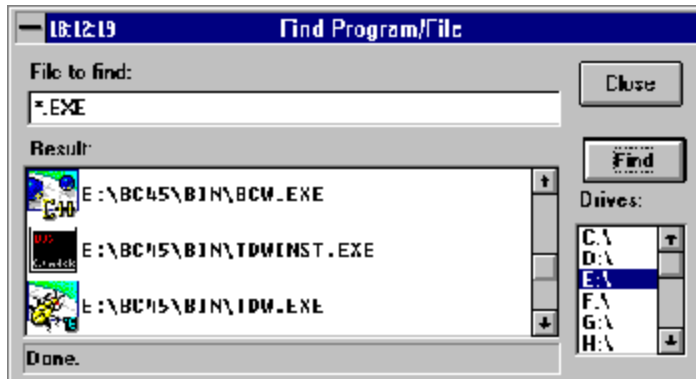 18:12:19 Find Program/File
File to find:
Close
*.EXE
Result:
Find
E:\BC45\BIN\BCW.EXE
Drives:
E:\BC45\BIN\TDWINST.EXE
C:\
D:\
E:\
F:\
G:\
H:\
E:\BC45\BIN\TDW.EXE
Done.